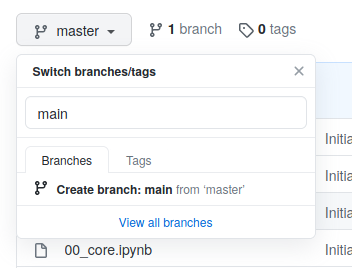 master 1 branch 0 tags
Switch branches/tags
main
Branches Tags
Create branch: main from ‘master’
View all branches
Initia
Initia
Initia
00_core.ipynb Initia